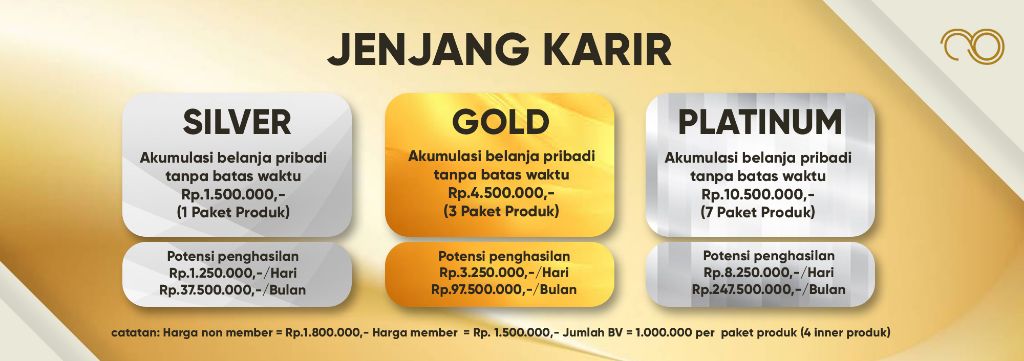 JENJANG KARIR
SILVER
Akumulasi belanja pribadi
tanpa batas waktu
Rp.1.500.000,-
(1 Paket Produk)
Potensi penghasilan
Rp.1.250.000,-/Hari
Rp.37.500.000,-/Bulan
GOLD
Akumulasi belanja pribadi
tanpa batas waktu
Rp.4.500.000,-
(3 Paket Produk)
Potensi penghasilan
Rp.3.250.000,-/Hari
Rp.97.500.000,-/Bulan
PLATINUM
Akumulasi belanja pribadi
tanpa batas waktu
Rp.10.500.000,-
(7 Paket Produk)
Potensi penghasilan
Rp.8.250.000,-/Hari
Rp.247.500.000,-/Bulan
catatan: Harga non member = Rp.1.800.000,- Harga member = Rp. 1.500.000,- Jumlah BV = 1.000.000 per paket produk (4 inner produk)